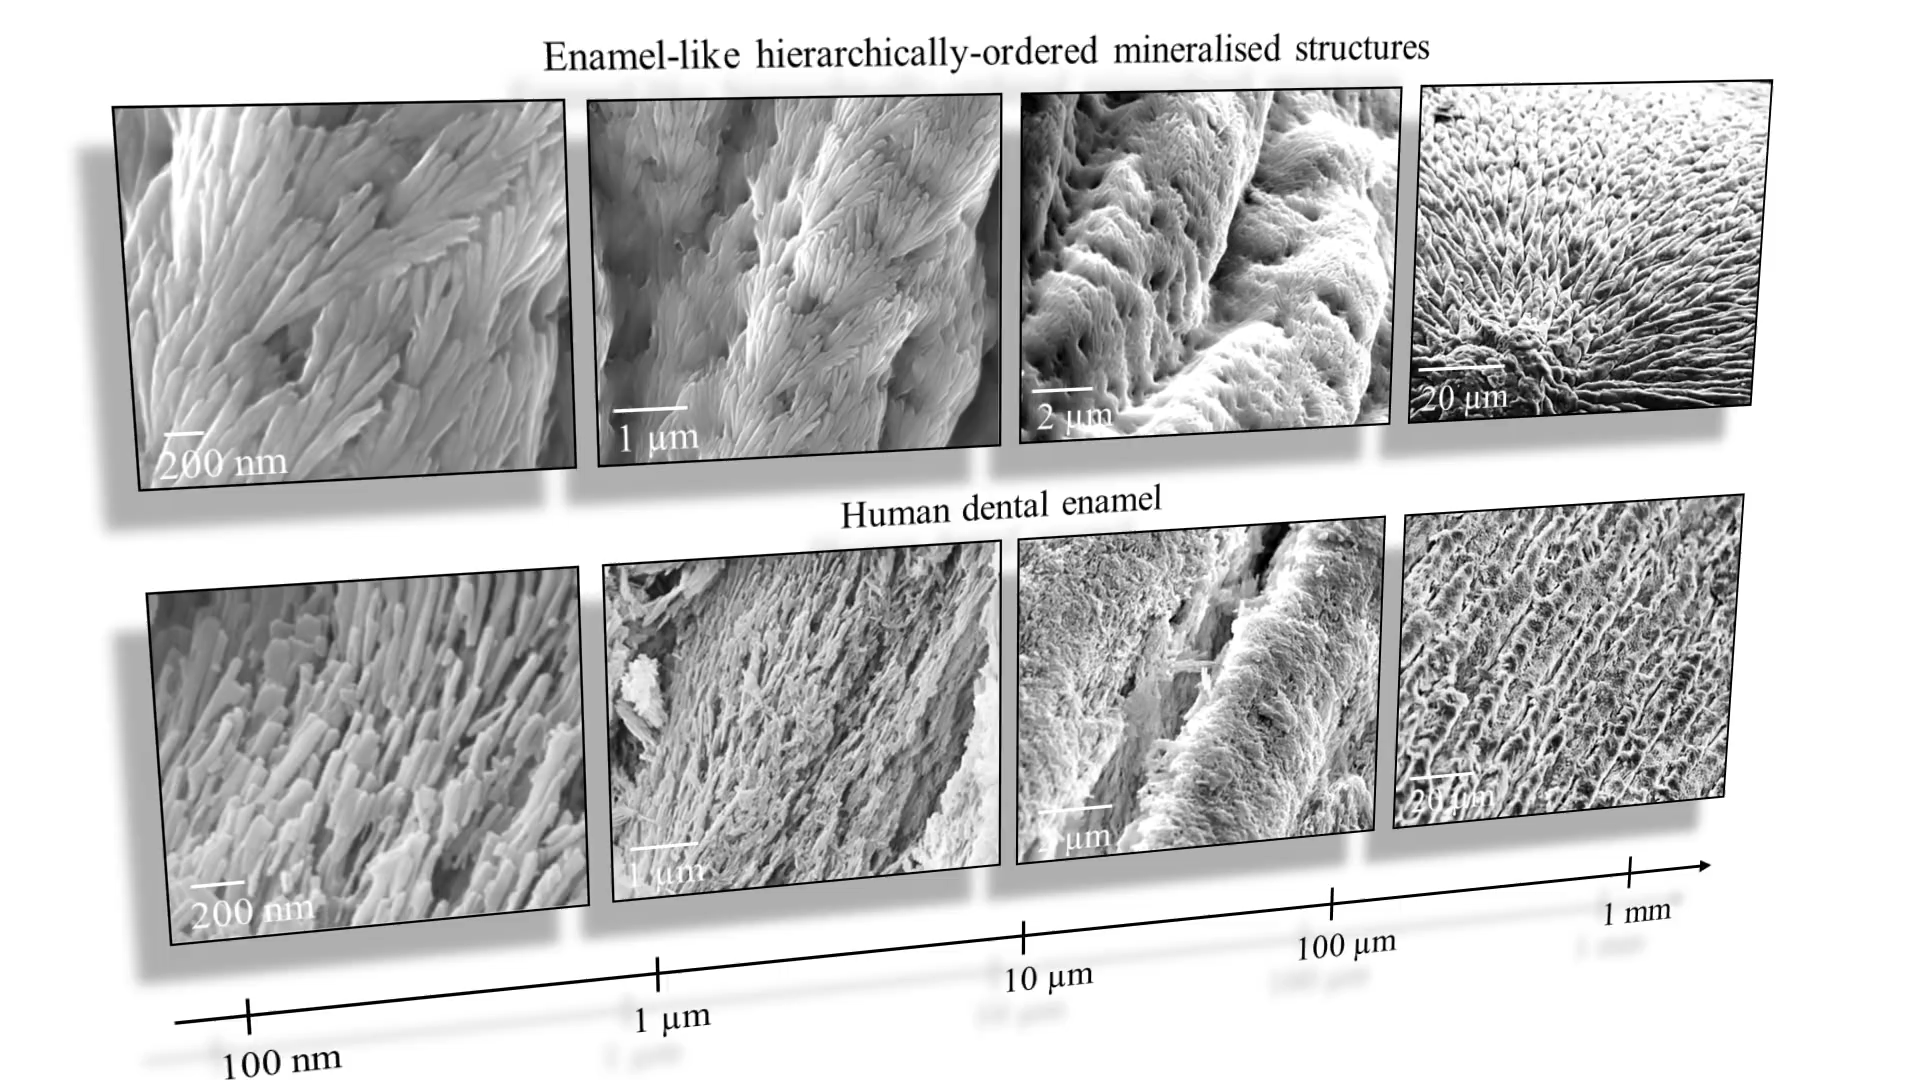 Enamel-like hierarchically-ordered mineralised structures
200 nm
1 µm
2 µm
20 µm
Human dental enamel
200 nm
1 µm
µm
20 µm
100 nm
1 µm
10 µm
100 µm
1 mm